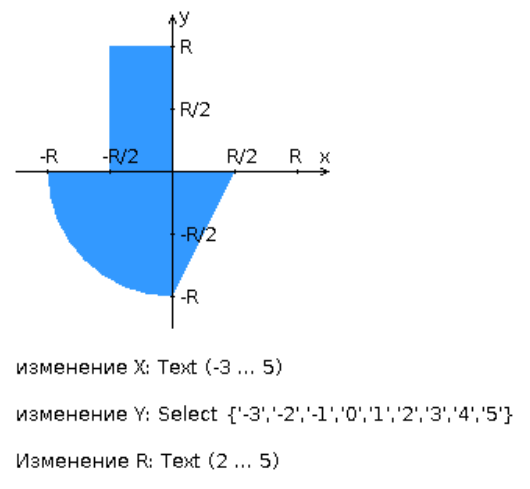 y
R
R/2
-R
-R/2
R/2
R
x
-R/2
-R
изменение X: Text (-3 ... 5)
изменение Y: Select {'-3','-2','-1','0','1','2','3','4','5'}
Изменение R: Text (2 ... 5)